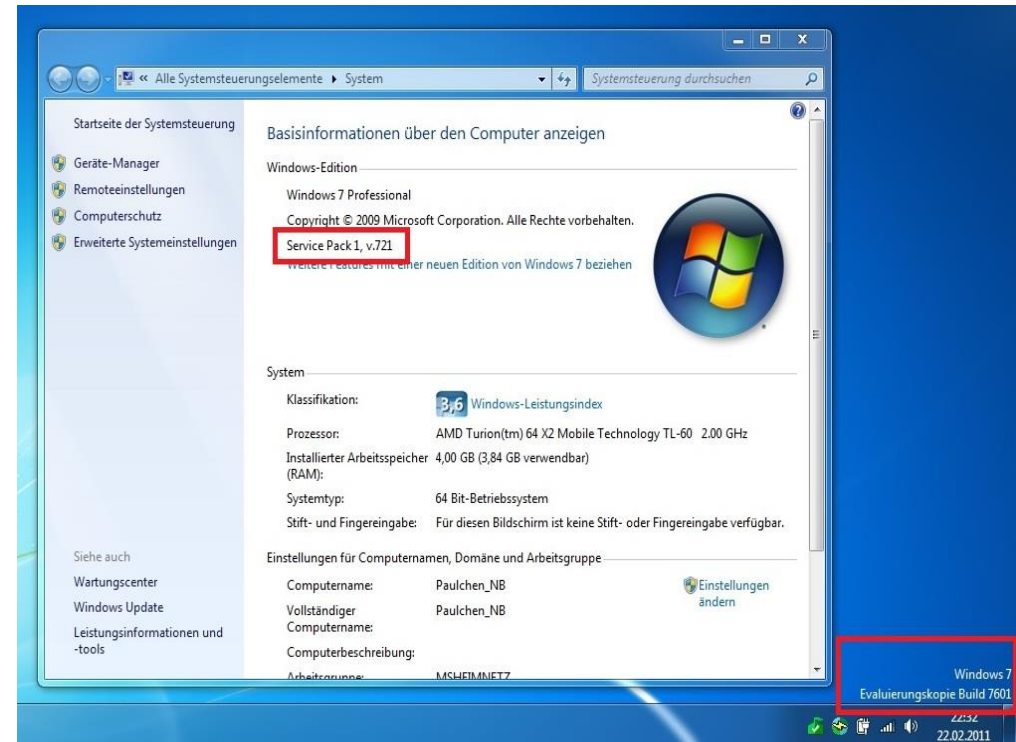 « Alle Systemsteuerungselemente ▸ System
Systemsteuerung durchsuchen
Startseite der Systemsteuerung
Geräte-Manager
Remoteeinstellungen
Computerschutz
Erweiterte Systemeinstellungen
Basisinformationen über den Computer anzeigen
Windows-Edition
Windows 7 Professional
Copyright © 2009 Microsoft Corporation. Alle Rechte vorbehalten.
Service Pack 1, v.721
Weitere Features mit einer neuen Edition von Windows 7 beziehen
System
Klassifikation: 3,6 Windows-Leistungsindex
Prozessor: AMD Turion(tm) 64 X2 Mobile Technology TL-60 2.00 GHz
Installierter Arbeitsspeicher 4,00 GB (3,84 GB verwendbar)
(RAM):
Systemtyp: 64 Bit-Betriebssystem
Stift- und Fingereingabe: Für diesen Bildschirm ist keine Stift- oder Fingereingabe verfügbar.
Einstellungen für Computernamen, Domäne und Arbeitsgruppe
Computername: Paulchen_NB
Einstellungen
ändern
Vollständiger Paulchen_NB
Computername:
Computerbeschreibung:
Arbeitsgruppe: MSHEIMNETZ
Siehe auch
Wartungscenter
Windows Update
Leistungsinformationen und
-tools
Windows 7
Evaluierungskopie Build 7601
22:32
22.02.2011